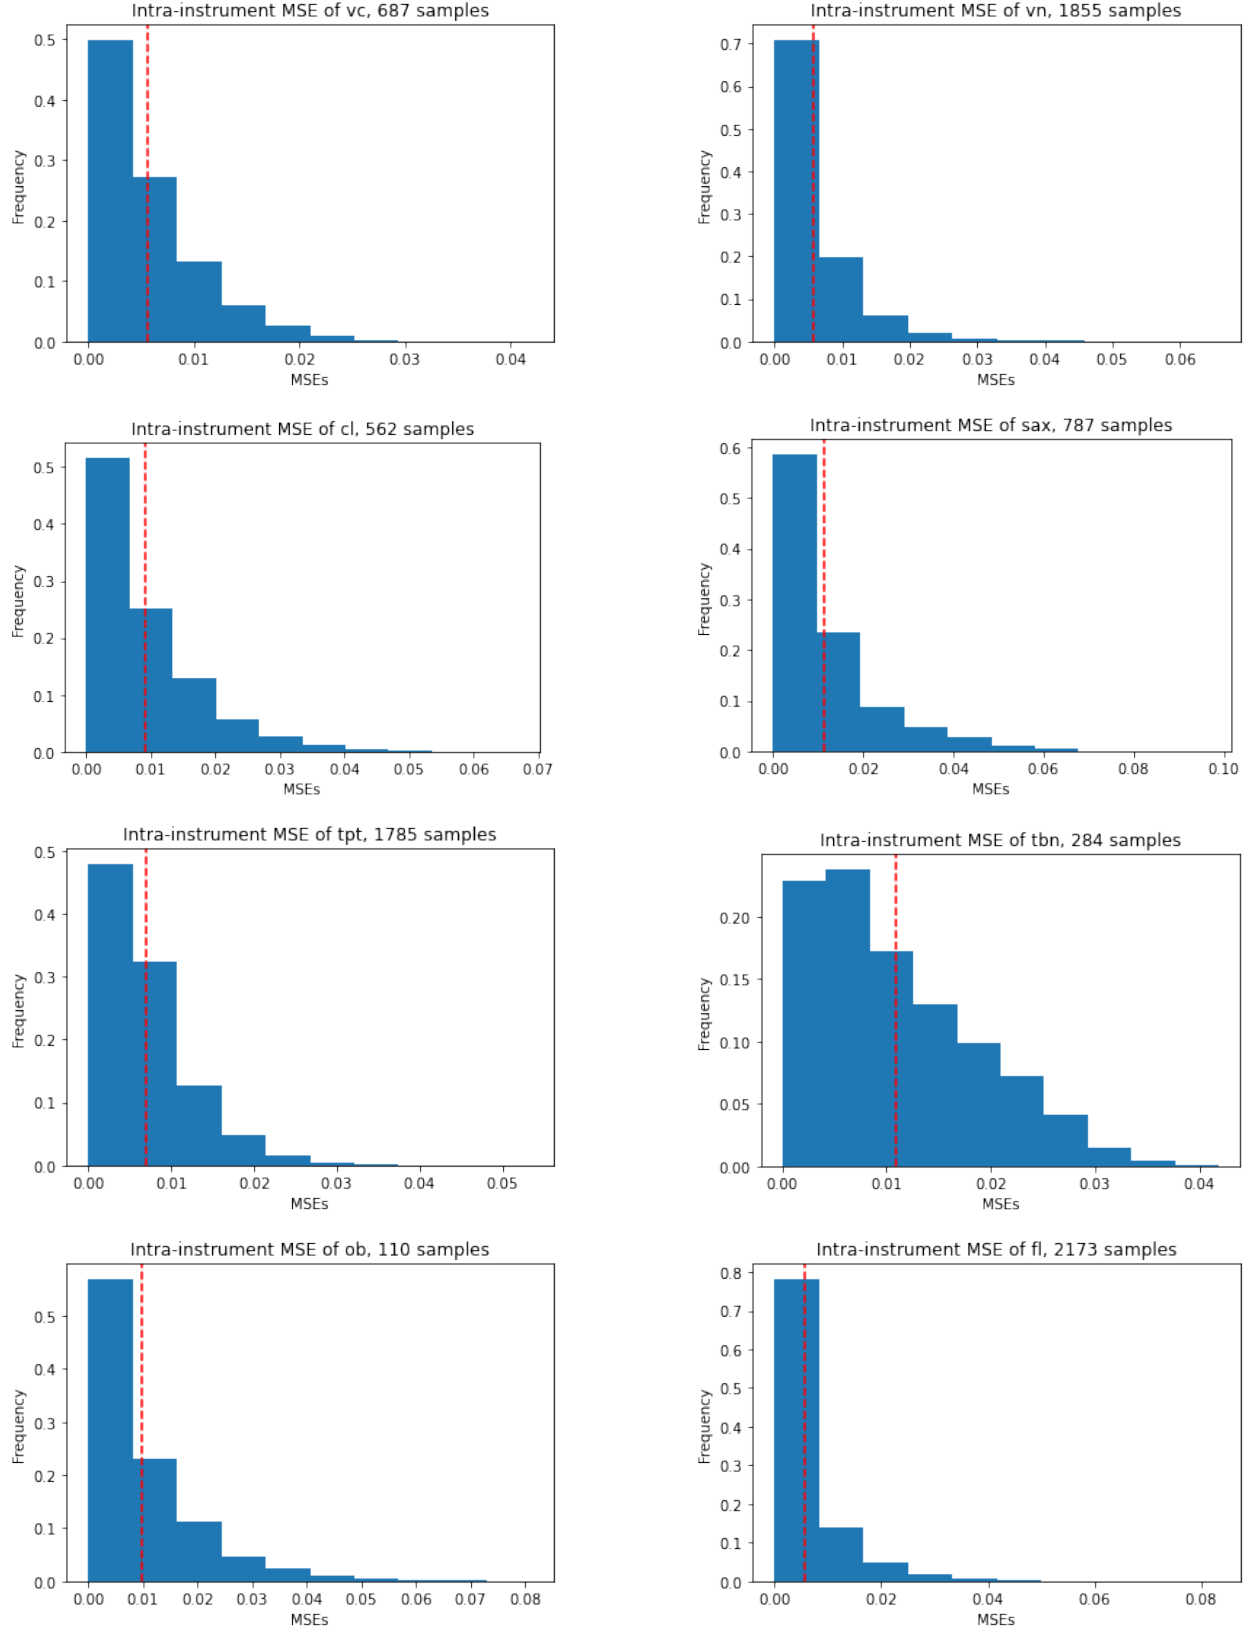 Intra-instrument MSE of vc, 687 samples
0.5
0.4
0.3
0.2
0.1
0.0
Frequency
0.00 0.01 0.02 0.03 0.04
MSEs
Intra-instrument MSE of vn, 1855 samples
0.7
0.6
0.5
0.4
0.3
0.2
0.1
0.0
Frequency
0.00 0.01 0.02 0.03 0.04 0.05 0.06
MSEs
Intra-instrument MSE of cl, 562 samples
0.5
0.4
0.3
0.2
0.1
0.0
Frequency
0.00 0.01 0.02 0.03 0.04 0.05 0.06 0.07
MSEs
Intra-instrument MSE of sax, 787 samples
0.6
0.5
0.4
0.3
0.2
0.1
0.0
Frequency
0.00 0.02 0.04 0.06 0.08 0.10
MSEs
Intra-instrument MSE of tpt, 1785 samples
0.5
0.4
0.3
0.2
0.1
0.0
Frequency
0.00 0.01 0.02 0.03 0.04 0.05
MSEs
Intra-instrument MSE of tbn, 284 samples
0.20
0.15
0.10
0.05
0.00
Frequency
0.00 0.01 0.02 0.03 0.04
MSEs
Intra-instrument MSE of ob, 110 samples
0.5
0.4
0.3
0.2
0.1
0.0
Frequency
0.00 0.01 0.02 0.03 0.04 0.05 0.06 0.07 0.08
MSEs
Intra-instrument MSE of fl, 2173 samples
0.8
0.7
0.6
0.5
0.4
0.3
0.2
0.1
0.0
Frequency
0.00 0.02 0.04 0.06 0.08
MSEs